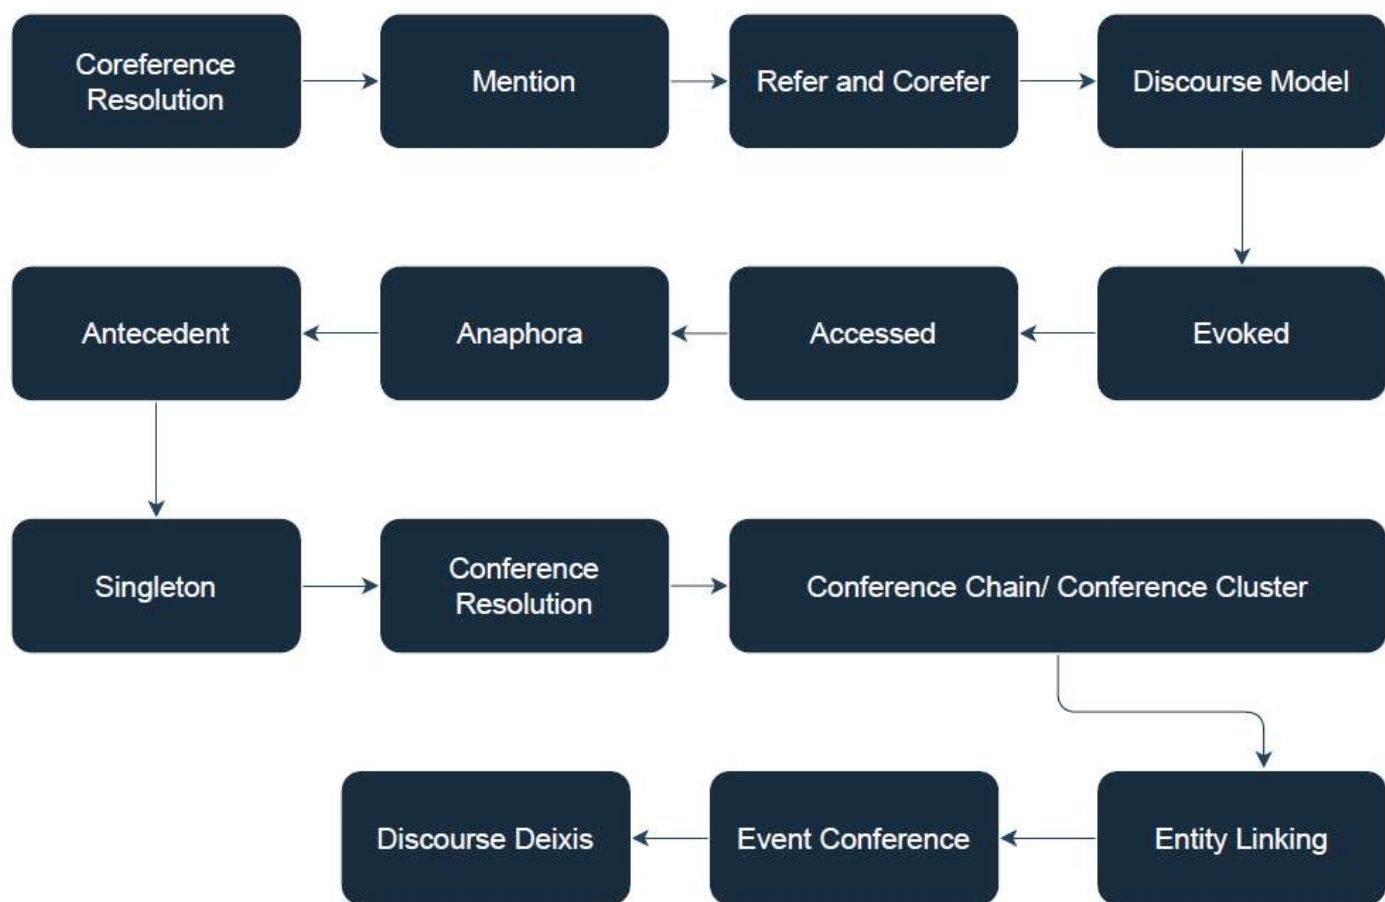 Coreference
Resolution
Mention
Refer and Corefer
Discourse Model
Evoked
Accessed
Anaphora
Antecedent
Singleton
Conference
Resolution
Conference Chain/ Conference Cluster
Entity Linking
Event Conference
Discourse Deixis